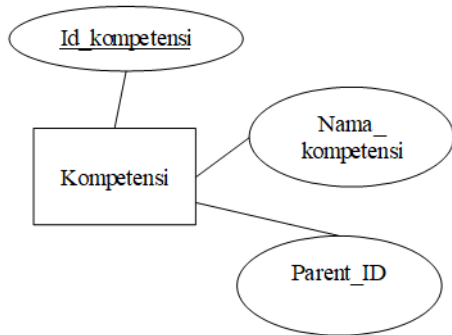 Id_kompetensi
Nama_
kompetensi
Kompetensi
Parent_ID